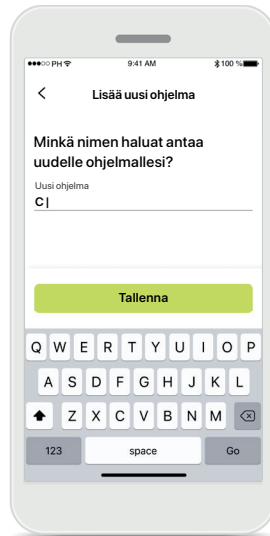 PH 9:41 AM 100 %
Lisää uusi ohjelma
Minkä nimen haluat antaa
uudelle ohjelmallesi?
Uusi ohjelma
C
Tallenna
Q W E R T Y U I O P
A S D F G H J K L
Z X C V B N M
123 space Go